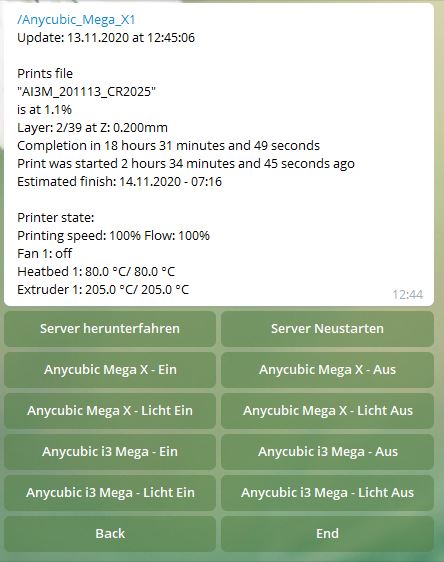 /Anycubic_Mega_X1
Update: 13.11.2020 at 12:45:06
Prints file
"AI3M_201113_CR2025"
is at 1.1%
Layer: 2/39 at Z: 0.200mm
Completion in 18 hours 31 minutes and 49 seconds
Print was started 2 hours 34 minutes and 45 seconds ago
Estimated finish: 14.11.2020 - 07:16
Printer state:
Printing speed: 100% Flow: 100%
Fan 1: off
Heatbed 1: 80.0 °C/ 80.0 °C
Extruder 1: 205.0 °C/ 205.0 °C
12:44
Server herunterfahren
Server Neustarten
Anycubic Mega X - Ein
Anycubic Mega X - Aus
Anycubic Mega X - Licht Ein
Anycubic Mega X - Licht Aus
Anycubic i3 Mega - Ein
Anycubic i3 Mega - Aus
Anycubic i3 Mega - Licht Ein
Anycubic i3 Mega - Licht Aus
Back
End